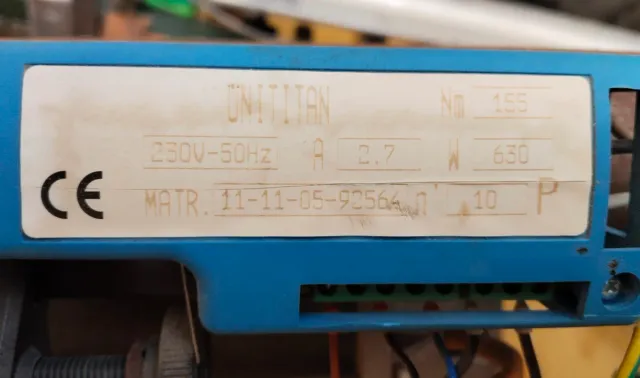 UNITITAN Nm 155
230V-50Hz A 2.7 W 630
CE MATR. 11-11-05-92564 n° 10 P